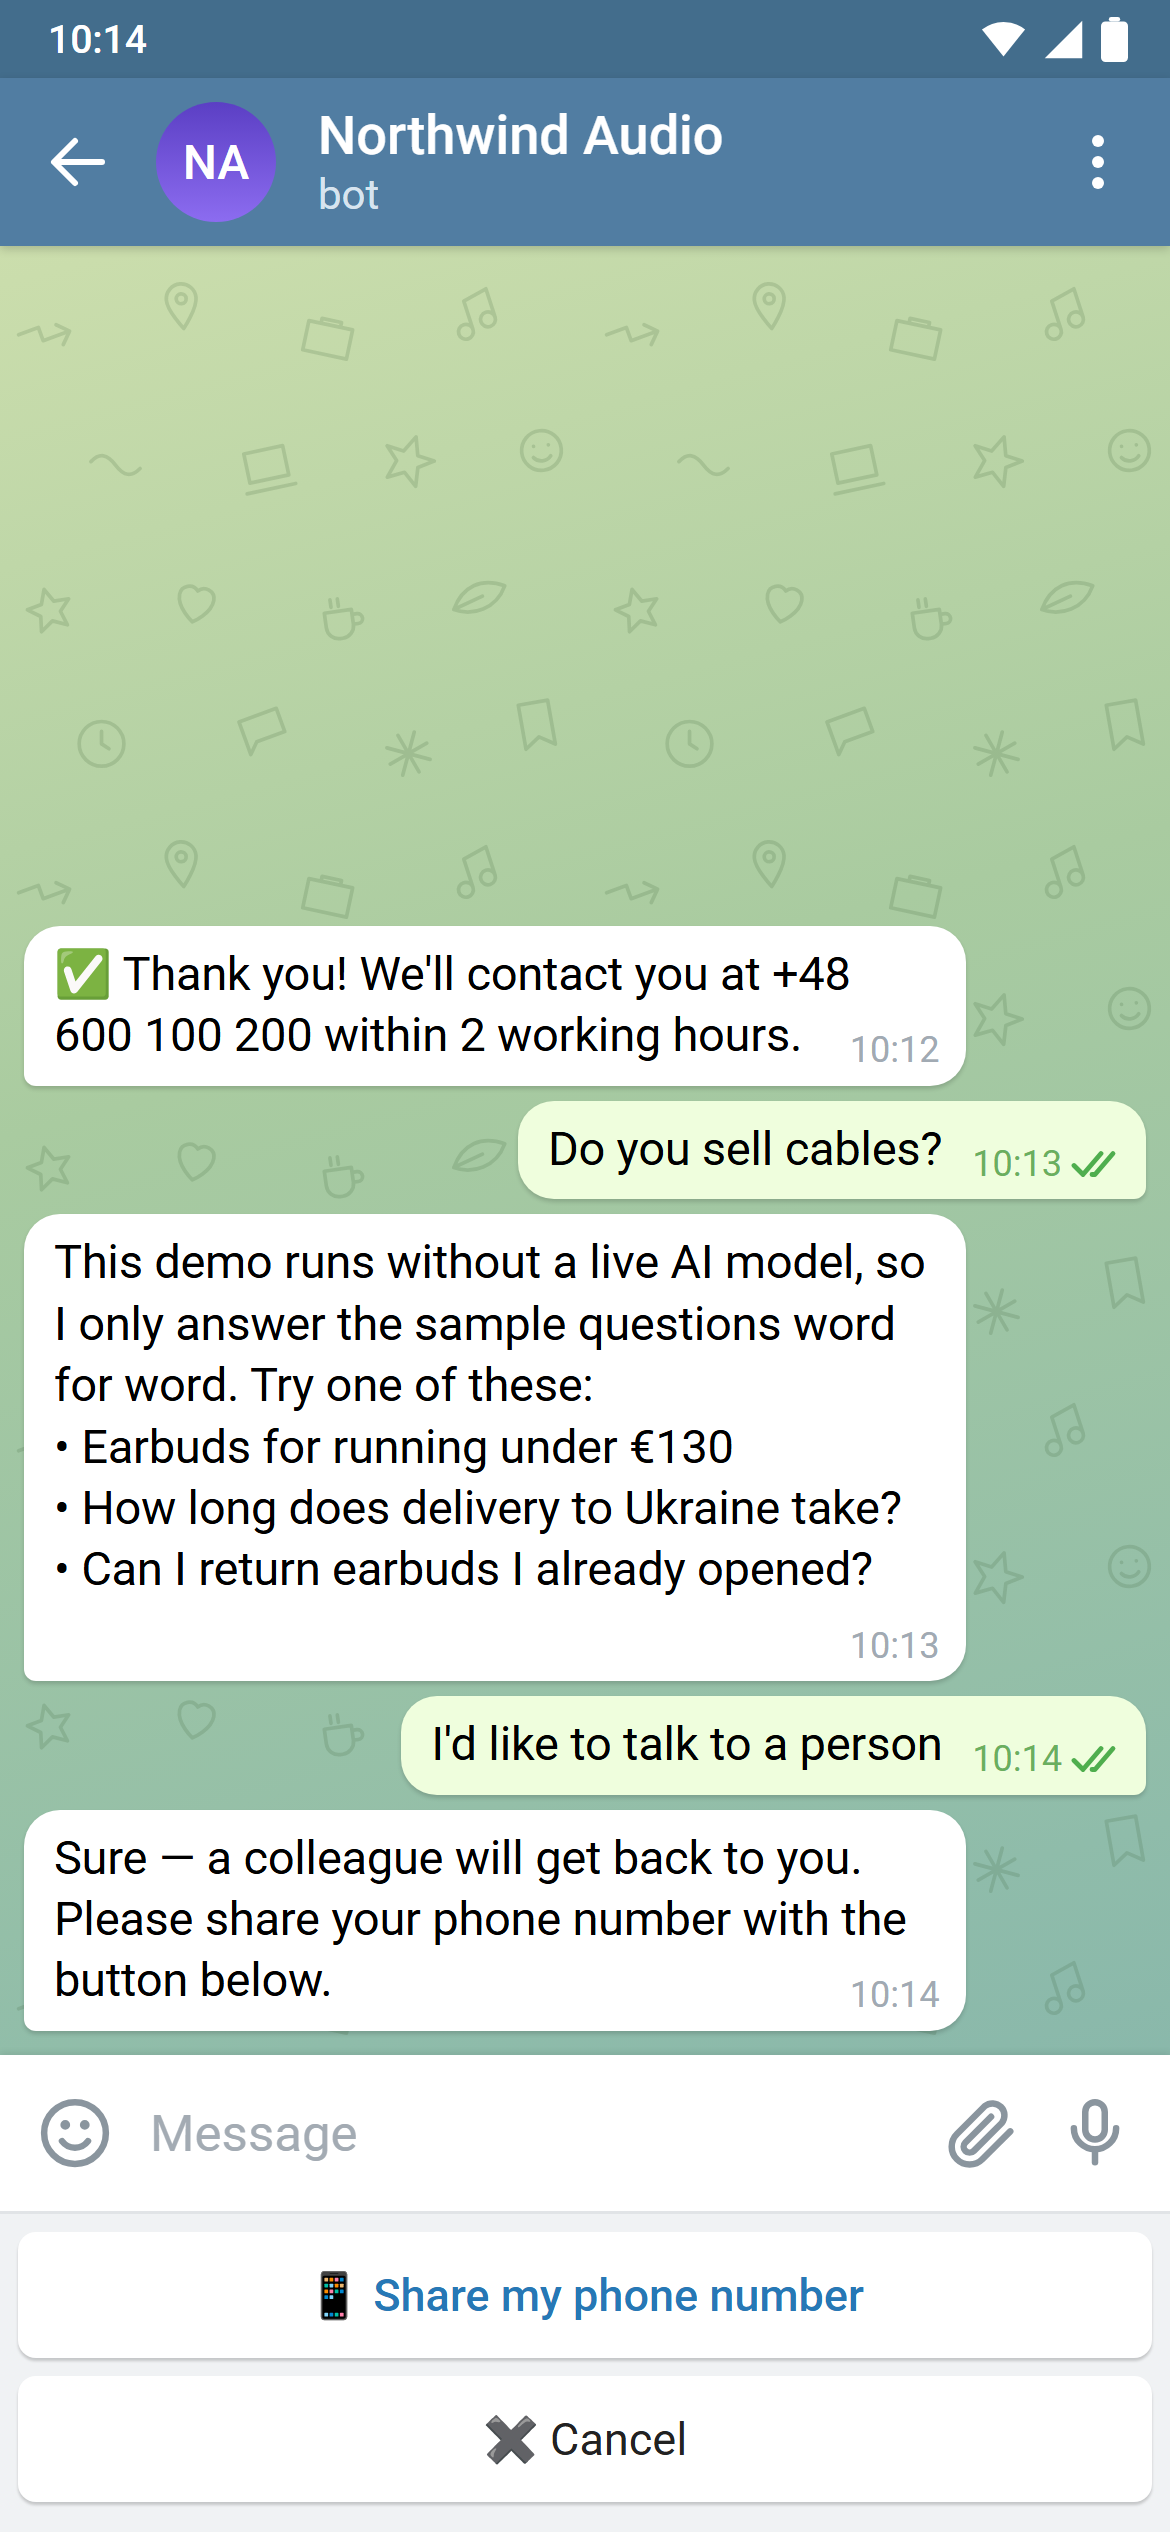 10:14
NA
Northwind Audio
bot
✅ Thank you! We'll contact you at +48
600 100 200 within 2 working hours.
10:12
Do you sell cables?
10:13
This demo runs without a live AI model, so
I only answer the sample questions word
for word. Try one of these:
• Earbuds for running under €130
• How long does delivery to Ukraine take?
• Can I return earbuds I already opened?
10:13
I'd like to talk to a person
10:14
Sure — a colleague will get back to you.
Please share your phone number with the
button below.
10:14
Message
📱 Share my phone number
✖ Cancel